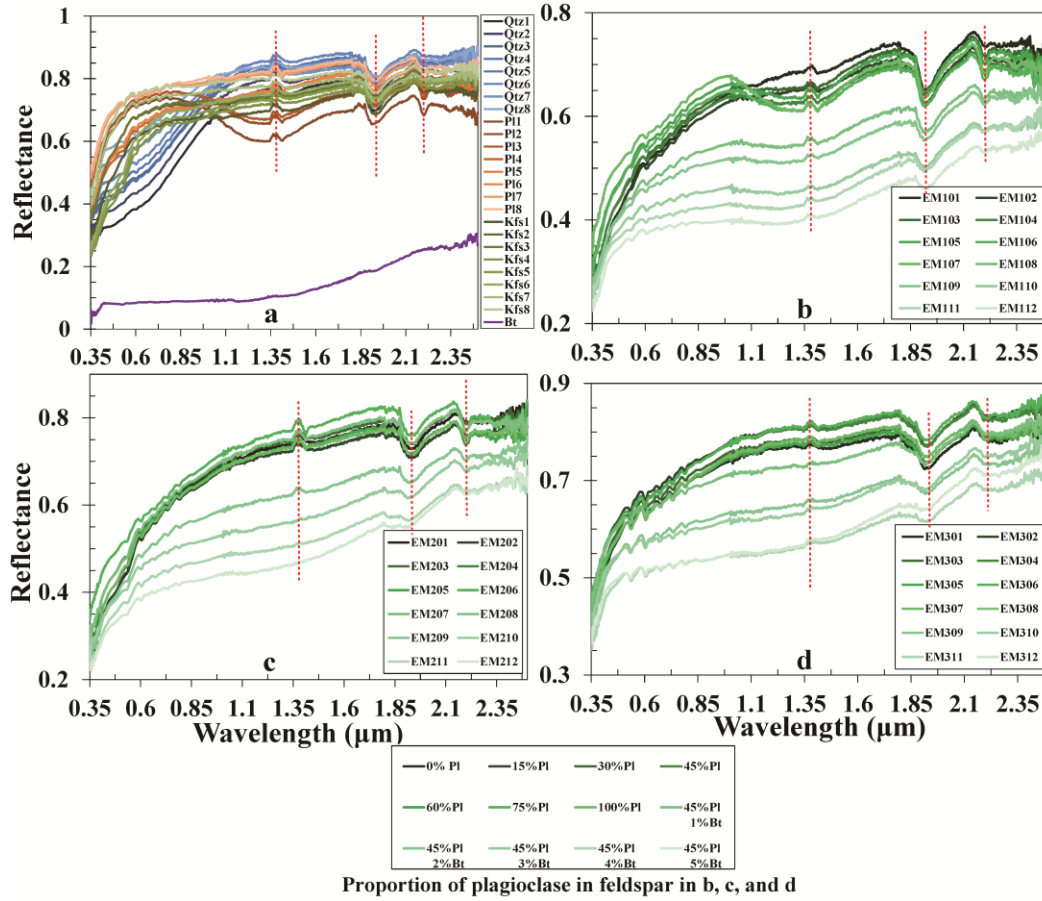 a
Reflectance
1
0.8
0.6
0.4
0.2
0
0.35 0.6 0.85 1.1 1.35 1.6 1.85 2.1 2.35
Qtz1
Qtz2
Qtz3
Qtz4
Qtz5
Qtz6
Qtz7
Qtz8
Pl1
Pl2
Pl3
Pl4
Pl5
Pl6
Pl7
Pl8
Kfs1
Kfs2
Kfs3
Kfs4
Kfs5
Kfs6
Kfs7
Kfs8
Bt
b
Reflectance
0.8
0.6
0.4
0.2
0.35 0.6 0.85 1.1 1.35 1.6 1.85 2.1 2.35
EM101 EM102
EM103 EM104
EM105 EM106
EM107 EM108
EM109 EM110
EM111 EM112
c
Reflectance
0.8
0.6
0.4
0.2
0.35 0.6 0.85 1.1 1.35 1.6 1.85 2.1 2.35
Wavelength (µm)
EM201 EM202
EM203 EM204
EM205 EM206
EM207 EM208
EM209 EM210
EM211 EM212
d
Reflectance
0.9
0.7
0.5
0.3
0.35 0.6 0.85 1.1 1.35 1.6 1.85 2.1 2.35
Wavelength (µm)
EM301 EM302
EM303 EM304
EM305 EM306
EM307 EM308
EM309 EM310
EM311 EM312
0% Pl 15%Pl 30%Pl 45%Pl
60%Pl 75%Pl 100%Pl 45%Pl
1%Bt
45%Pl 45%Pl 45%Pl 45%Pl
2%Bt 3%Bt 4%Bt 5%Bt
Proportion of plagioclase in feldspar in b, c, and d